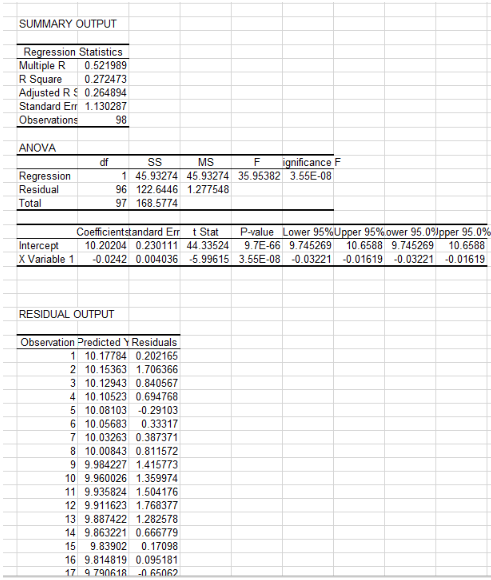 SUMMARY OUTPUT
Regression Statistics
Multiple R 0.521989
R Square 0.272473
Adjusted R S 0.264894
Standard Err 1.130287
Observations 98
ANOVA
df SS MS F ignificance F
Regression 1 45.93274 45.93274 35.95382 3.55E-08
Residual 96 122.6446 1.277548
Total 97 168.5774
Coefficients tandard Err t Stat P-value Lower 95% Upper 95% ower 95.0% Jpper 95.0%
Intercept 10.20204 0.230111 44.33524 9.7E-66 9.745269 10.6588 9.745269 10.6588
X Variable 1 -0.0242 0.004036 -5.99615 3.55E-08 -0.03221 -0.01619 -0.03221 -0.01619
RESIDUAL OUTPUT
Observation Predicted Y Residuals
1 10.17784 0.202165
2 10.15363 1.706366
3 10.12943 0.840567
4 10.10523 0.694768
5 10.08103 -0.29103
6 10.05683 0.33317
7 10.03263 0.387371
8 10.00843 0.811572
9 9.984227 1.415773
10 9.960026 1.359974
11 9.935824 1.504176
12 9.911623 1.768377
13 9.887422 1.282578
14 9.863221 0.666779
15 9.83902 0.17098
16 9.814819 0.095181
17 9.790618 -0.65062